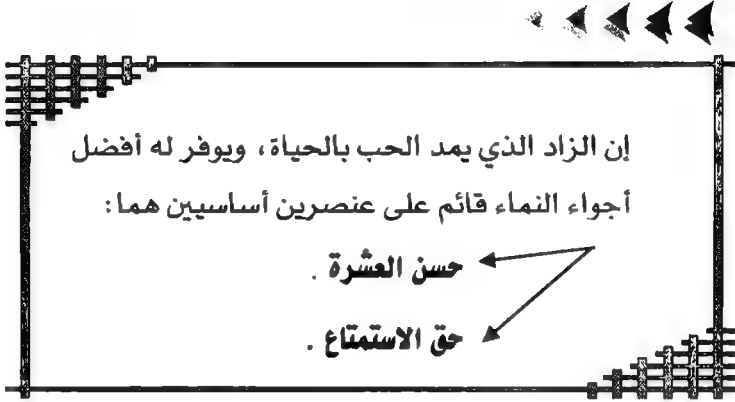 إن الزاد الذي يمد الحب بالحياة، ويوفر له أفضل
أجواء النماء قائم على عنصرين أساسيين هما:
حسن العشرة .
حق الاستمتاع .